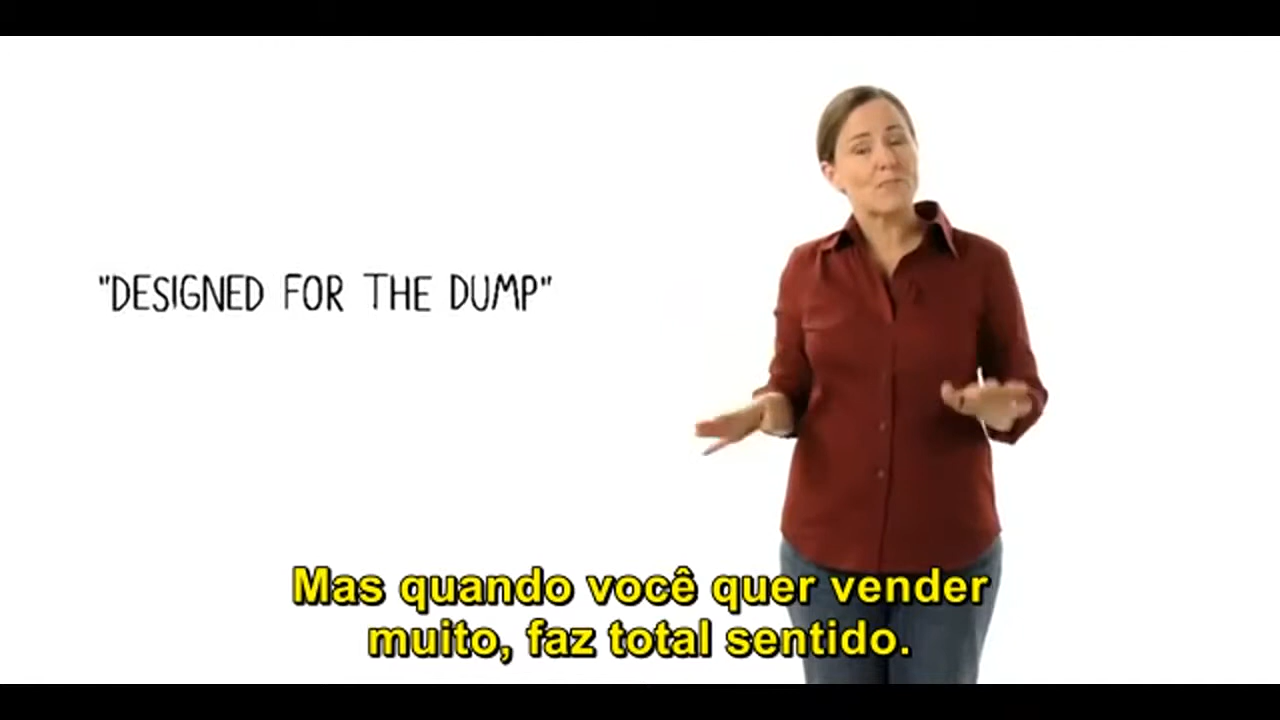 "DESIGNED FOR THE DUMP"
Mas quando você quer vender
muito, faz total sentido.